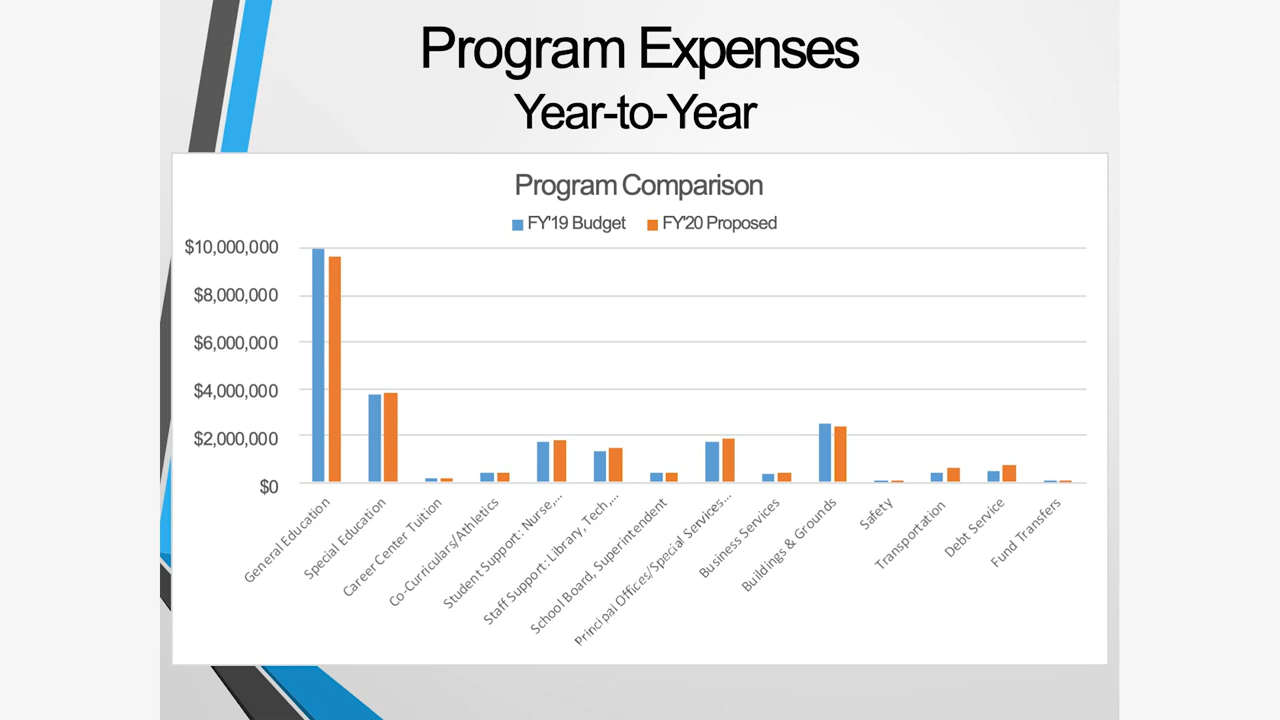 Program Expenses
Year-to-Year
Program Comparison
FY'19 Budget FY'20 Proposed
$10,000,000
$8,000,000
$6,000,000
$4,000,000
$2,000,000
$0
General Education
Special Education
Career Center Tuition
Co-Curriculars/Athletics
Student Support: Nurse,...
Staff Support: Library, Tech,...
School Board, Superintendent
Principal Offices/Special Services...
Business Services
Buildings & Grounds
Safety
Transportation
Debt Service
Fund Transfers